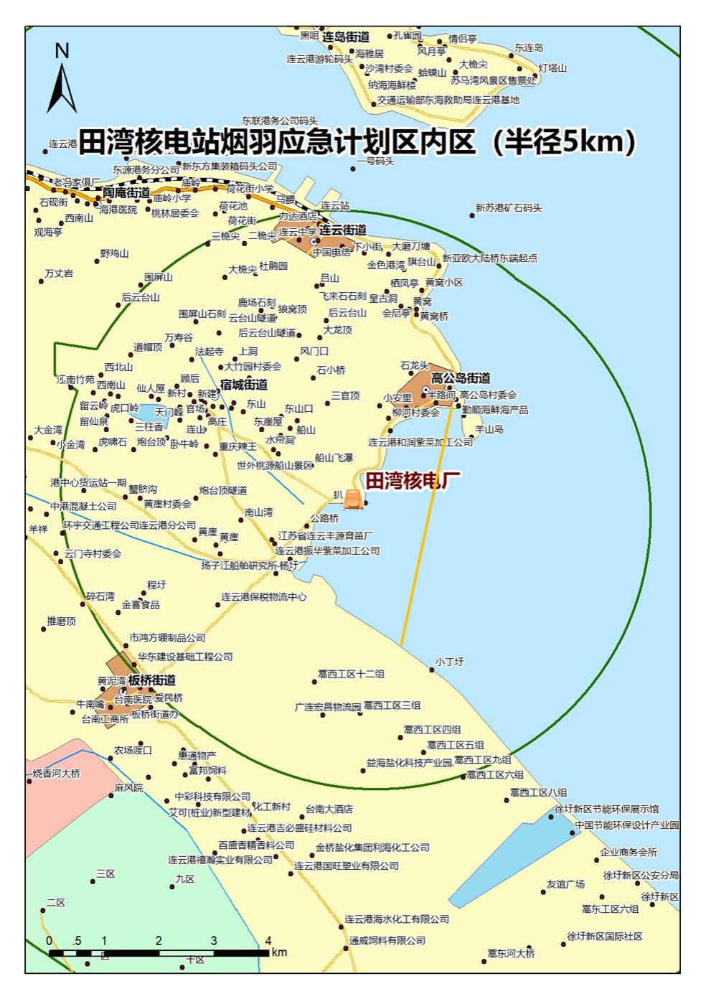 黑咀
连岛街道
孔雀园
情侣亭
海雅居
风月亭
东连岛
连云港游轮码头
沙湾村委会
蛤蟆山
大桅尖
灯塔山
纳海海鲜楼
苏马湾风景区售票处
交通运输部东海救助局连云港基地
N
东联港务公司码头
田湾核电站烟羽应急计划区内区（半径5km）
连云港
一号码头
东源港务分公司
新东方集装箱码头公司
老冯家俱厂
陶庵街道
庙岭
荷花街小学
石砚街
海港医院
庙岭小学
马腰
连云站
西南山
桃林居委会
荷花池
力达酒店
新苏港矿石码头
观海亭
荷花街
连云中学
连云街道
三桅尖
二桅尖
中国电信
下小街
大磨刀塘
野鸡山
新亚欧大陆桥东端起点
万丈岩
大桅尖
杜鹃园
金色港湾
旗台山
围屏山
吕山
栖凤亭
黄窝小区
后云台山
鹿场石刻
飞来石石刻
皇古洞
黄窝
围屏山石刻
云台山隧道
狼窝顶
后云台山
会尼亭
黄窝桥
后云台山隧道
大龙顶
万寿谷
道帽顶
法起寺
上洞
风门口
西北山
大竹园村委会
石小桥
石龙头
江南竹苑
西南山
顾后
宿城街道
高公岛街道
仙人屋
新村
新建
三官顶
小安里
半路间
高公岛村委会
留云岭
虎口岭
天门峰
官场
东山
东山口
柳河村委会
勤顺海鲜海产品
留仙泉
三柱香
高庄
东崖屋
大金湾
连山
船山
羊山岛
小金湾
虎啸石
炮台顶
卧牛岭
重庆辣王
水帘洞
连云港和润紫菜加工公司
世外桃源船山景区
船山飞瀑
田湾核电厂
港中心货运站一期
蟹脐沟
炮台顶隧道
扒
中港混凝土公司
黄崖村委会
南山湾
公路桥
羊祥
环宇交通工程公司连云港分公司
黄崖
黄崖
江苏省连云丰源育苗厂
云门寺村委会
连云港振华紫菜加工公司
扬子江船舶研究所
杨圩
程圩
碎石湾
金喜食品
连云港保税物流中心
推磨顶
市鸿方硼制品公司
华东建设基础工程公司
小丁圩
黄泥湾
板桥街道
蒿西工区十二组
牛南嘴
台南医院
爱民桥
广连宏昌物流园
蒿西工区三组
台南工商所
板桥街道办
蒿西工区四组
农场渡口
惠通物产
蒿西工区五组
益海盐化科技产业园
蒿西工区九组
烧香河大桥
富邦饲料
蒿西工区六组
麻风院
中彩科技有限公司
化工新村
蒿西工区八组
艾可(桩业)新型建材
台南大酒店
徐圩新区节能环保展示馆
连云港吉必盛硅材料公司
中国节能环保设计产业园
百盛香精香料公司
金桥盐化集团利海化工公司
连云港禧瀚实业有限公司
企业商务会所
连云港国旺塑业有限公司
三区
九区
徐圩新区公安分局
友谊广场
二区
徐圩新区
蒿东工区六组
连云港海水化工有限公司
徐圩新区国际社区
通威饲料有限公司
蒿东河大桥
0 .5 1 2 3 4
km
区
十区